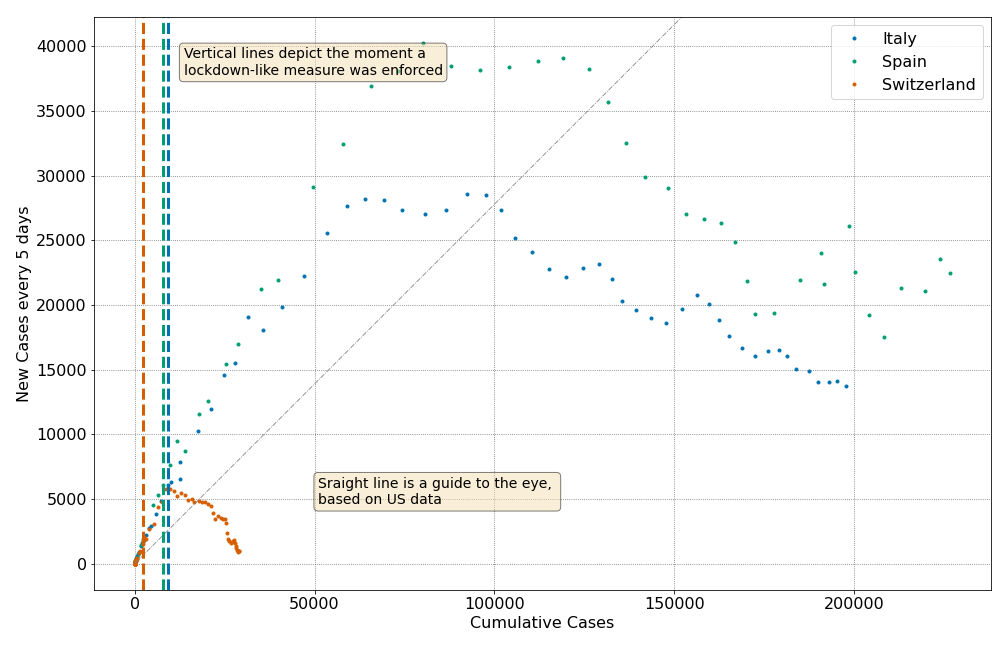 Vertical lines depict the moment a
lockdown-like measure was enforced
Italy
Spain
Switzerland
New Cases every 5 days
40000
35000
30000
25000
20000
15000
10000
5000
0
Sraight line is a guide to the eye,
based on US data
0
50000
100000
150000
200000
Cumulative Cases